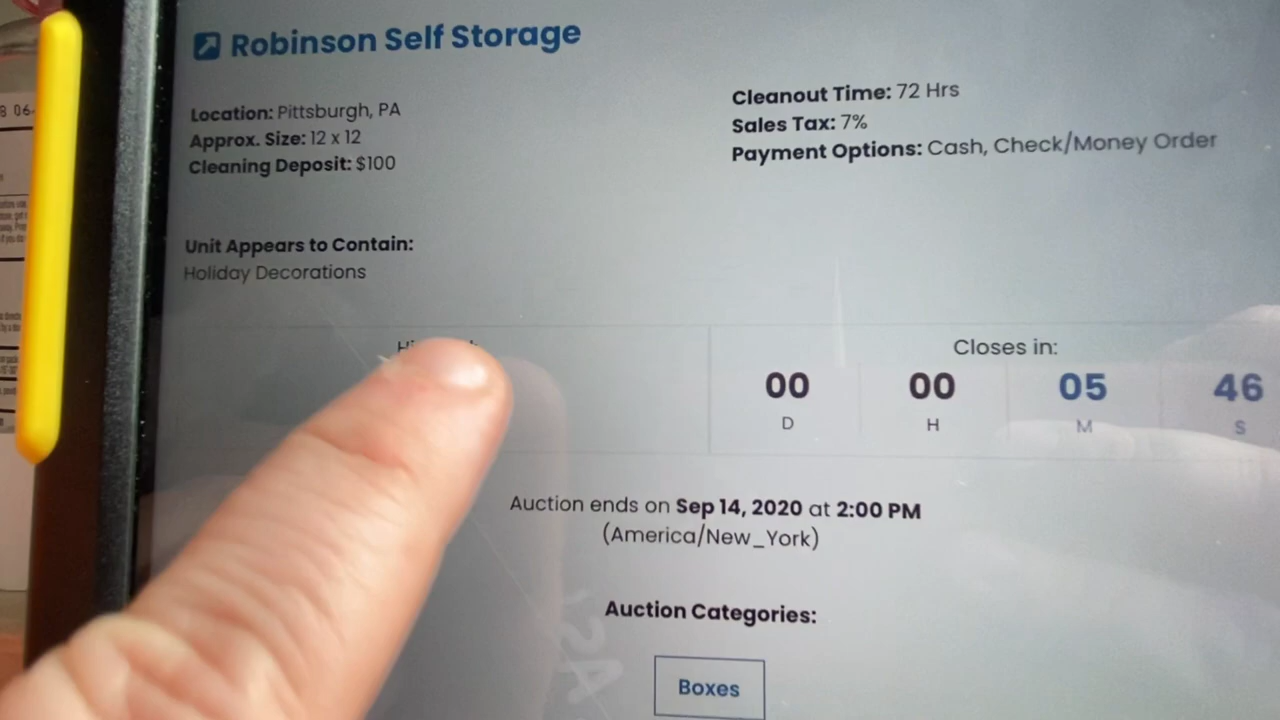 Robinson Self Storage
Location: Pittsburgh, PA
Approx. Size: 12 x 12
Cleaning Deposit: $100
Cleanout Time: 72 Hrs
Sales Tax: 7%
Payment Options: Cash, Check/Money Order
Unit Appears to Contain:
Holiday Decorations
Closes in:
00 00 05 46
D H M S
Auction ends on Sep 14, 2020 at 2:00 PM
(America/New_York)
Auction Categories:
Boxes